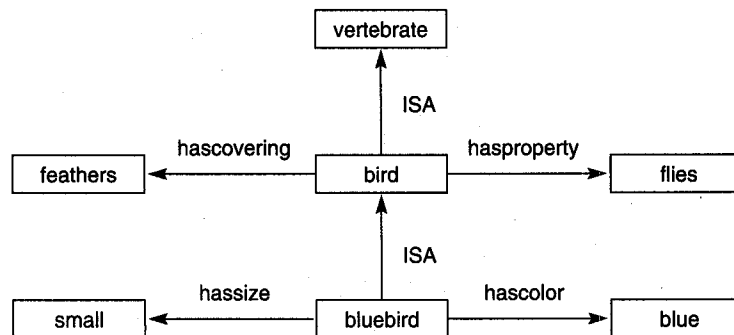 vertebrate
ISA
hascovering
hasproperty
feathers
bird
flies
ISA
hassize
hascolor
small
bluebird
blue